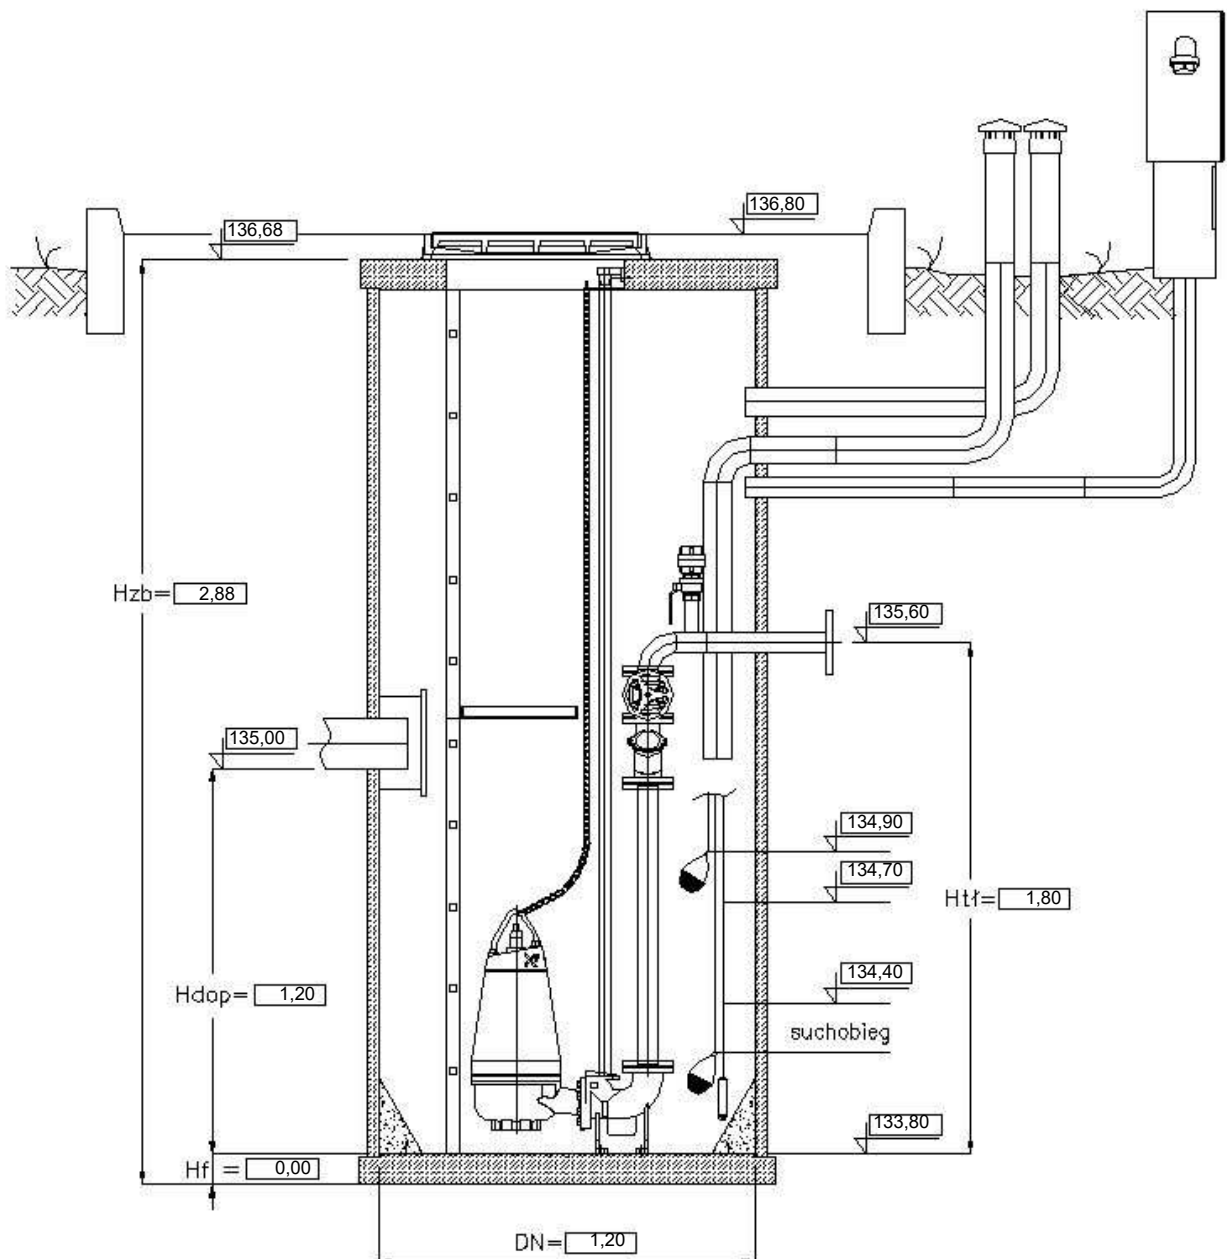 136,80
136,68
Hzb= 2,88
135,60
135,00
134,90
134,70
Htł= 1,80
134,40
Hdop= 1,20
suchobieg
133,80
Hf = 0,00
DN= 1,20